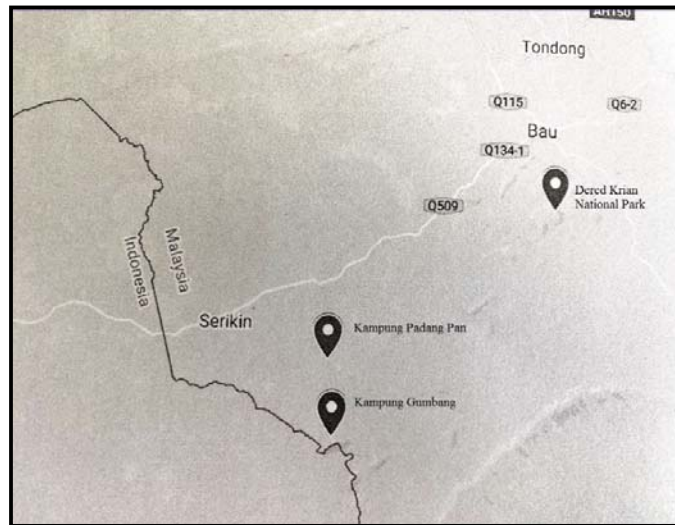 AH150
Tondong
Q115
Q6-2
Bau
Q134-1
Dered Krian
National Park
Q509
Malaysia
Indonesia
Serikin
Kampung Padang Pan
Kampung Gumbang